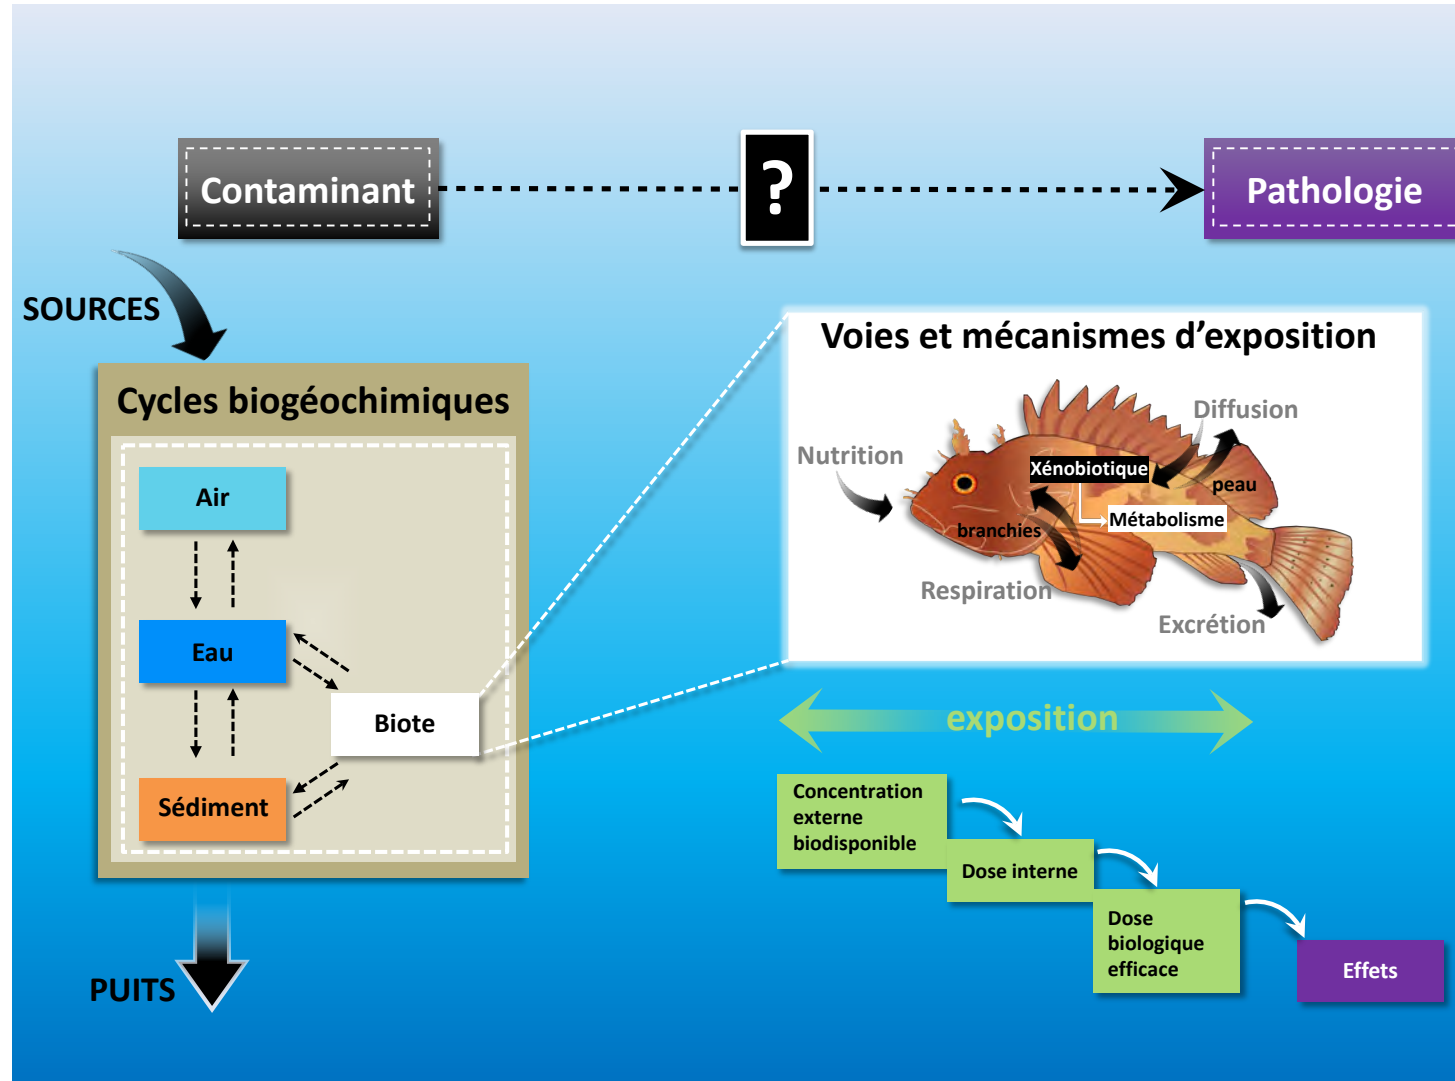 Contaminant
?
Pathologie
SOURCES
Cycles biogéochimiques
Air
Eau
Biote
Sédiment
PUITS
Voies et mécanismes d’exposition
Diffusion
Nutrition
Xénobiotique
peau
Métabolisme
branchies
Respiration
Excrétion
exposition
Concentration
externe
biodisponible
Dose interne
Dose
biologique
efficace
Effets